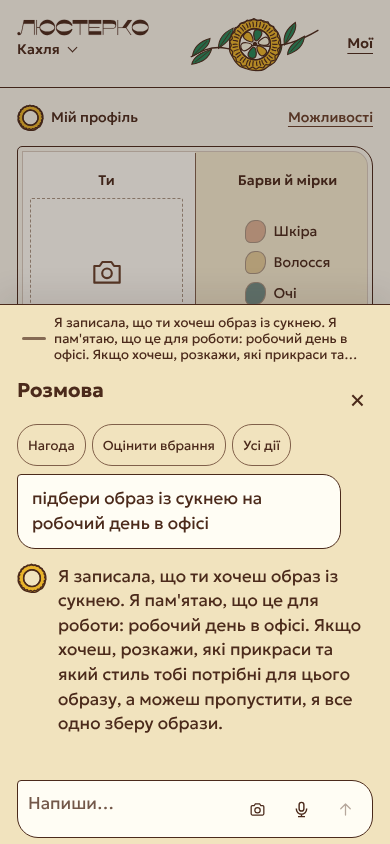 ЛЮСТЕРКО
Кахля
Мої
Мій профіль
Можливості
Ти
Барви й мірки
Шкіра
Волосся
Очі
Я записала, що ти хочеш образ із сукнею. Я
пам'ятаю, що це для роботи: робочий день в
офісі. Якщо хочеш, розкажи, які прикраси та…
Розмова
Нагода
Оцінити вбрання
Усі дії
підбери образ із сукнею на
робочий день в офісі
Я записала, що ти хочеш образ із
сукнею. Я пам'ятаю, що це для
роботи: робочий день в офісі. Якщо
хочеш, розкажи, які прикраси та
який стиль тобі потрібні для цього
образу, а можеш пропустити, я все
одно зберу образи.
Напиши...